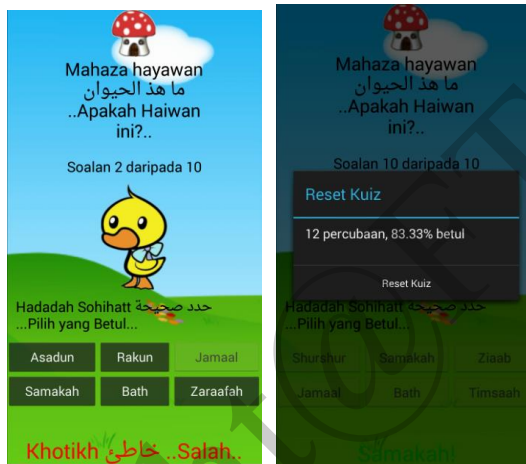 Mahaza hayawan
ما هذ الحيوان
..Apakah Haiwan
ini?..
Soalan 2 daripada 10
Hadadah Sohihatt حدد صحيحة
...Pilih yang Betul...
Asadun
Rakun
Jamaal
Samakah
Bath
Zaraafah
Khotikh خاطئ ..Salah..
Mahaza hayawan
ما هذ الحيوان
..Apakah Haiwan
ini?..
Soalan 10 daripada 10
Reset Kuiz
12 percubaan, 83.33% betul
Reset Kuiz
Hadadah Sohihatt حدد صحيحة
...Pilih yang Betul...
Shurshur
Samakah
Ziaab
Jamaal
Bath
Timsaah
Samakah!